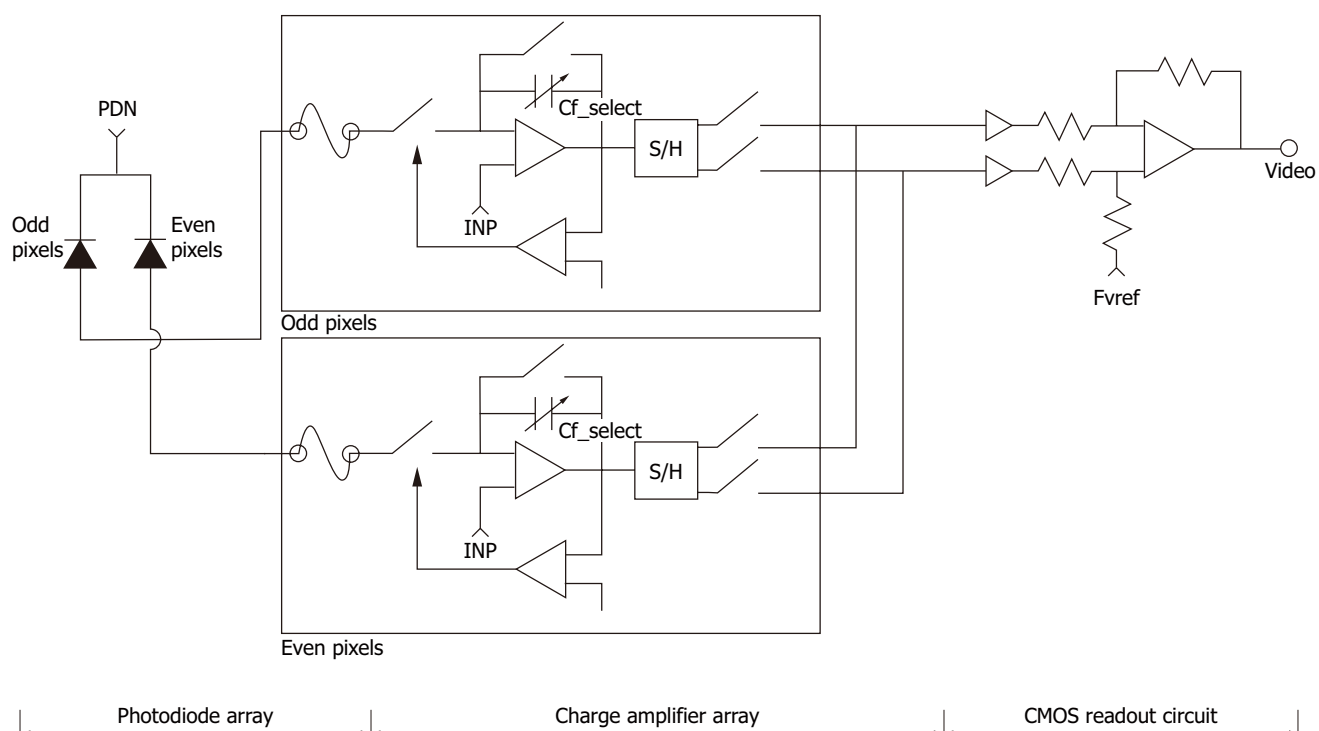 PDN
Odd
pixels
Even
pixels
Cf_select
S/H
INP
Odd pixels
Cf_select
S/H
INP
Even pixels
Video
Fvref
Photodiode array
Charge amplifier array
CMOS readout circuit